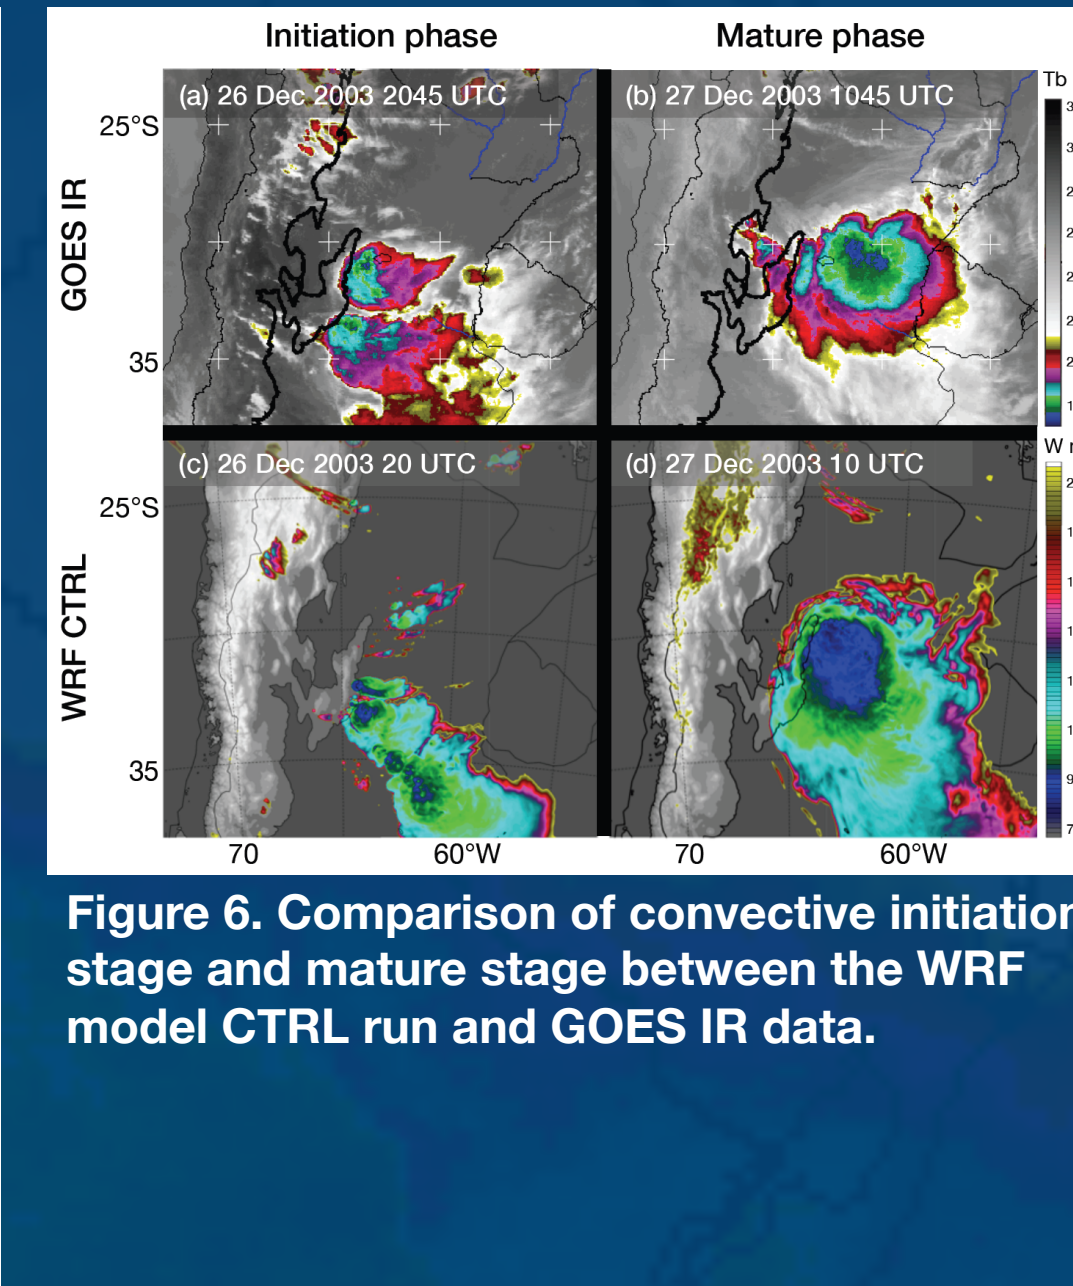 Initiation phase
Mature phase
(a) 26 Dec 2003 2045 UTC
(b) 27 Dec 2003 1045 UTC
Tb
25°S
GOES IR
35
(c) 26 Dec 2003 20 UTC
(d) 27 Dec 2003 10 UTC
W
25°S
WRF CTRL
35
70
60°W
70
60°W
Figure 6. Comparison of convective initiation
stage and mature stage between the WRF
model CTRL run and GOES IR data.